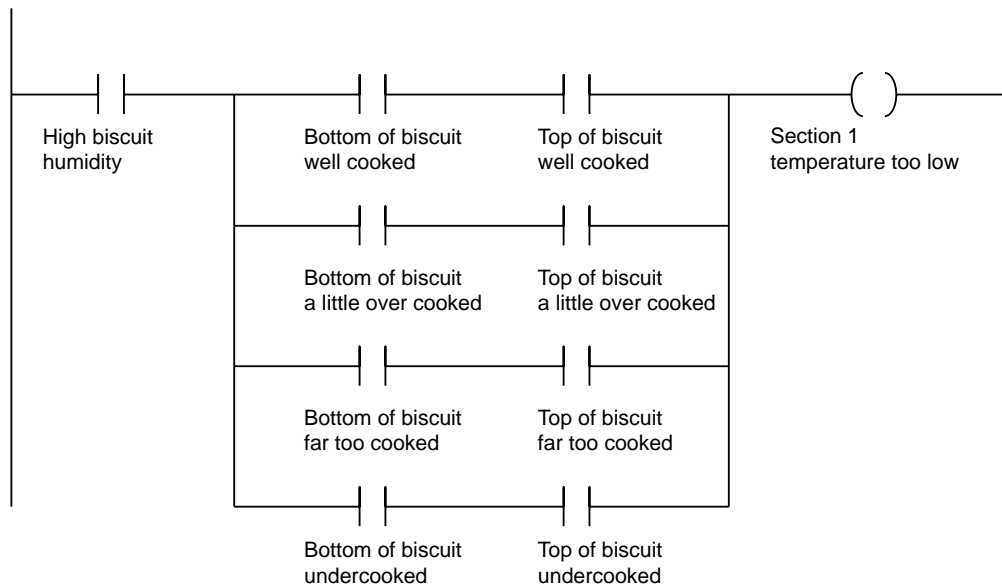 High biscuit
humidity
Bottom of biscuit
well cooked
Top of biscuit
well cooked
Section 1
temperature too low
Bottom of biscuit
a little over cooked
Top of biscuit
a little over cooked
Bottom of biscuit
far too cooked
Top of biscuit
far too cooked
Bottom of biscuit
undercooked
Top of biscuit
undercooked